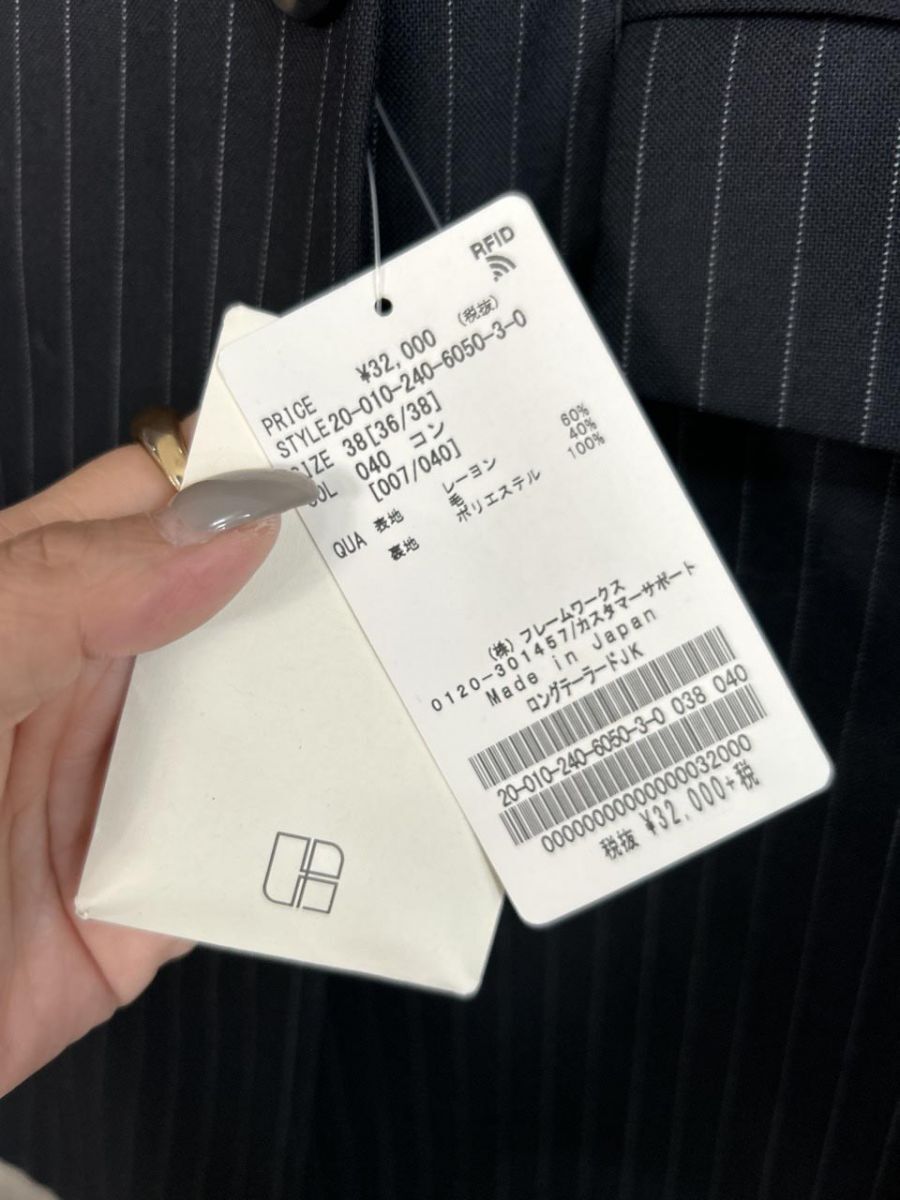 RFID
PRICE ¥32,000 (税抜)
STYLE 20-010-240-6050-3-0
SIZE 38[36/38]
COL 040 コン
[007/040]
QUA 表地 レーヨン 60%
毛 40%
裏地 ポリエステル 100%
(株) フレームワークス
0120-301457/カスタマーサポート
Made in Japan
ロングテーラードJK
20-010-240-6050-3-0 038 040
0000000000000032000
税抜 ¥32,000+税